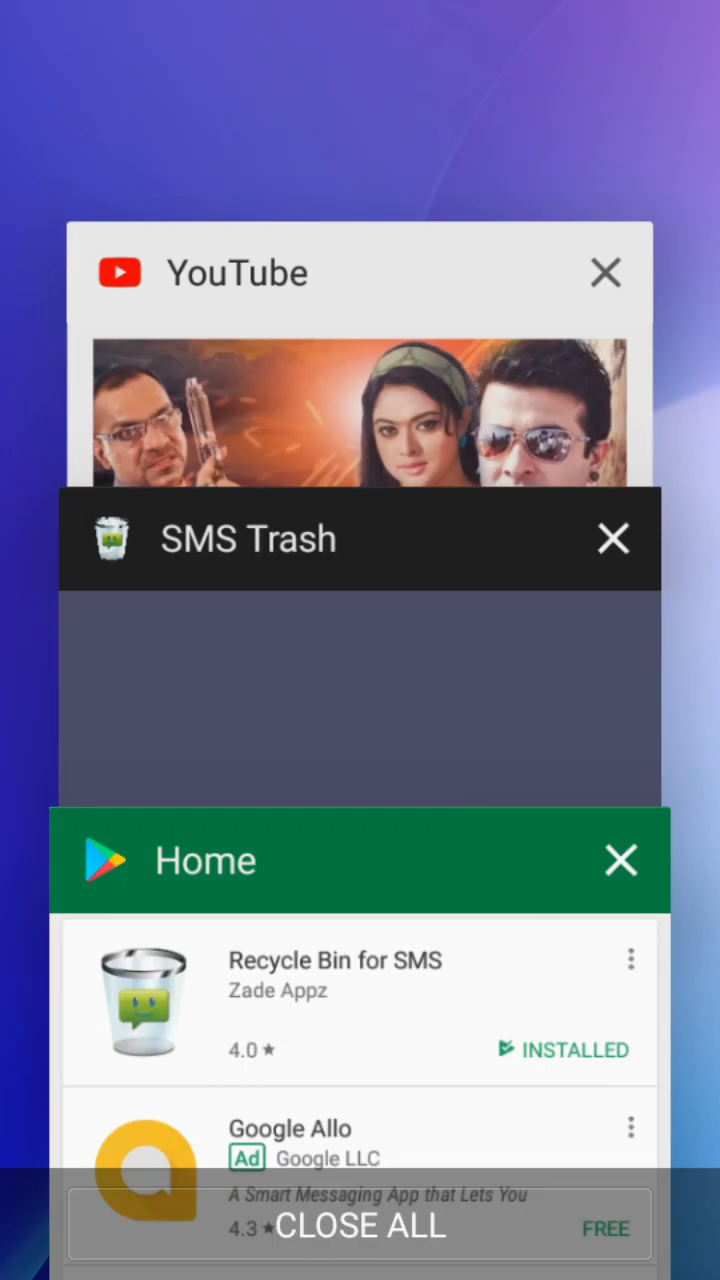 YouTube
SMS Trash
Home
Recycle Bin for SMS
Zade Appz
4.0
INSTALLED
Google Allo
Ad Google LLC
A Smart Messaging App that Lets You
4.3
FREE
CLOSE ALL